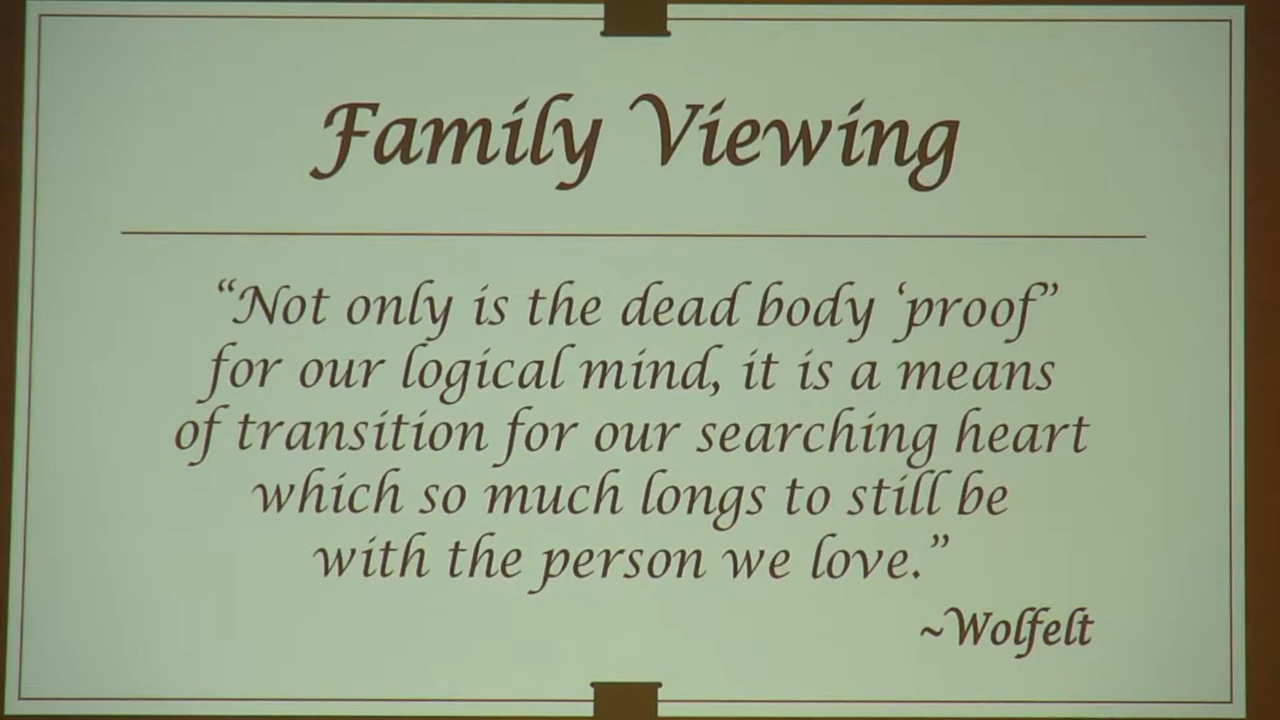 Family Viewing
“Not only is the dead body ‘proof”
for our logical mind, it is a means
of transition for our searching heart
which so much longs to still be
with the person we love.”
~Wolfelt